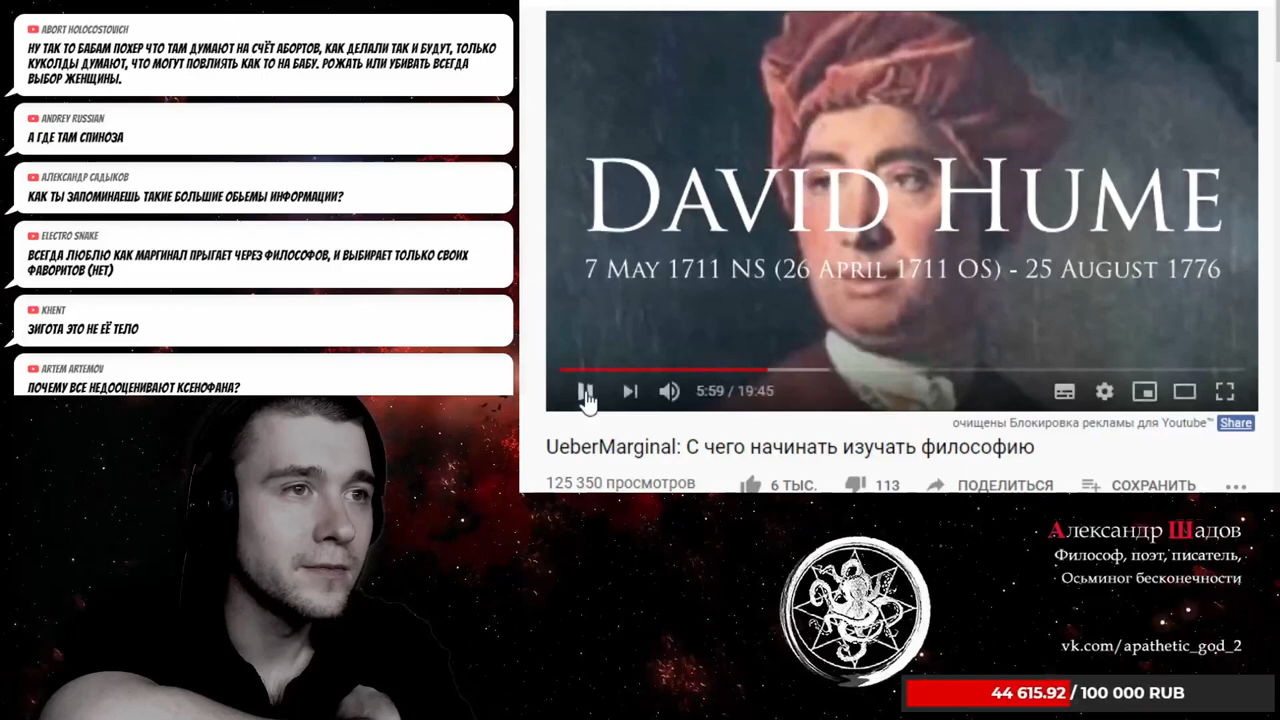 ABORT HOLOCOSTOVICH
НУ ТАК ТО БАБАМ ПОХЕР ЧТО ТАМ ДУМАЮТ НА СЧЁТ АБОРТОВ, КАК ДЕЛАЛИ ТАК И БУДУТ, ТОЛЬКО
КУКОЛДЫ ДУМАЮТ, ЧТО МОГУТ ПОВЛИЯТЬ КАК ТО НА БАБУ. РОЖАТЬ ИЛИ УБИВАТЬ ВСЕГДА
ВЫБОР ЖЕНЩИНЫ.
ANDREY RUSSIAN
А ГДЕ ТАМ СПИНОЗА
АЛЕКСАНДР САДЫКОВ
КАК ТЫ ЗАПОМИНАЕШЬ ТАКИЕ БОЛЬШИЕ ОБЬЕМЫ ИНФОРМАЦИИ?
ELECTRO SNAKE
ВСЕГДА ЛЮБЛЮ КАК МАРГИНАЛ ПРЫГАЕТ ЧЕРЕЗ ФИЛОСОФОВ, И ВЫБИРАЕТ ТОЛЬКО СВОИХ
ФАВОРИТОВ (НЕТ)
KHENT
ЗИГОТА ЭТО НЕ ЕЁ ТЕЛО
ARTEM ARTEMOV
ПОЧЕМУ ВСЕ НЕДООЦЕНИВАЮТ КСЕНОФАНА?
DAVID HUME
7 MAY 1711 NS (26 APRIL 1711 OS) - 25 AUGUST 1776
5:59 / 19:45
очищены Блокировка рекламы для Youtube™ Share
UeberMarginal: С чего начинать изучать философию
125 350 просмотров
6 ТЫС. 113 ПОДЕЛИТЬСЯ СОХРАНИТЬ
Александр Шадов
Философ, поэт, писатель,
Осьминог бесконечности
vk.com/apathetic_god_2
44 615.92 / 100 000 RUB